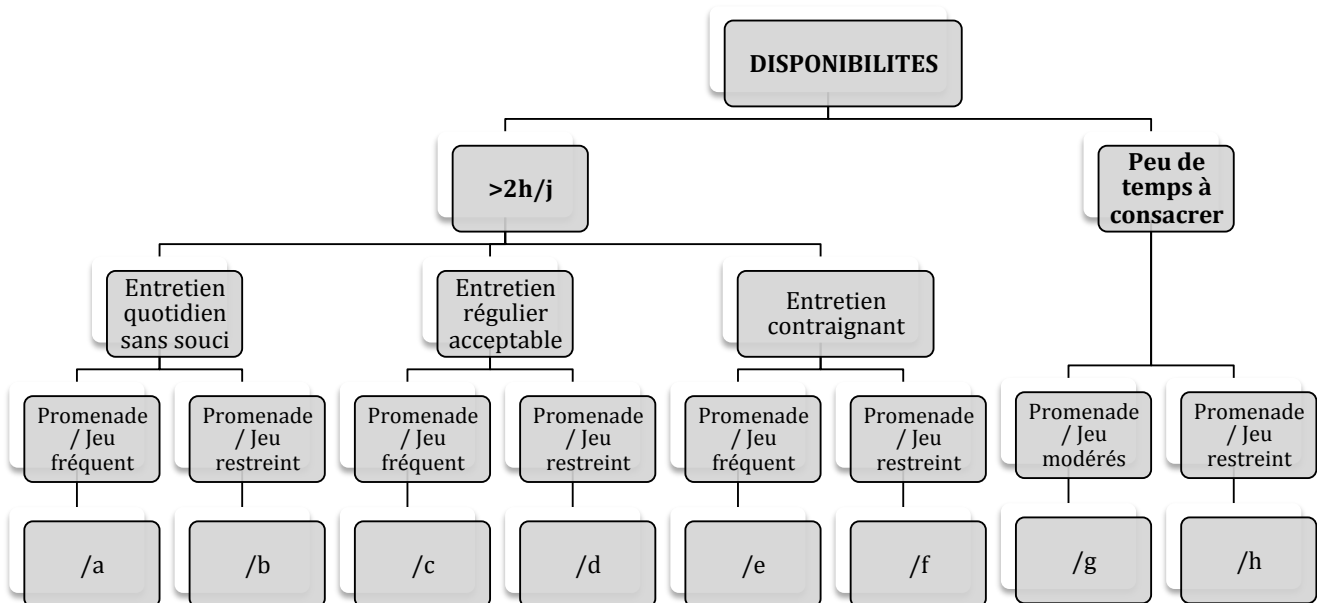 DISPONIBILITES
>2h/j
Peu de
temps à
consacrer
Entretien
quotidien
sans souci
Entretien
régulier
acceptable
Entretien
contraignant
Promenade
/ Jeu
fréquent
Promenade
/ Jeu
restreint
Promenade
/ Jeu
fréquent
Promenade
/ Jeu
restreint
Promenade
/ Jeu
fréquent
Promenade
/ Jeu
restreint
Promenade
/ Jeu
modérés
Promenade
/ Jeu
restreint
/a
/b
/c
/d
/e
/f
/g
/h